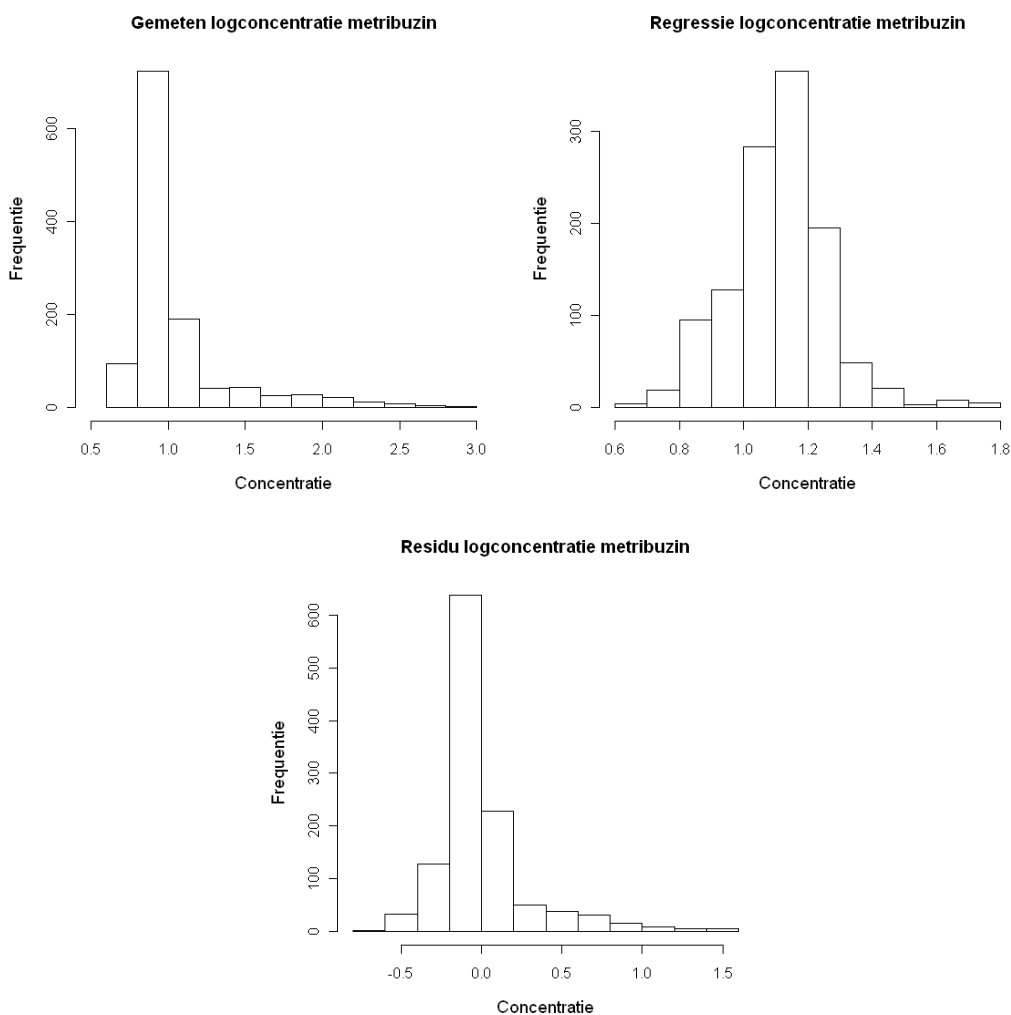 Gemeten logconcentratie metribuzin
Frequentie
600
400
200
0
0.5 1.0 1.5 2.0 2.5 3.0
Concentratie
Regressie logconcentratie metribuzin
Frequentie
300
200
100
0
0.6 0.8 1.0 1.2 1.4 1.6 1.8
Concentratie
Residu logconcentratie metribuzin
Frequentie
600
500
400
300
200
100
0
-0.5 0.0 0.5 1.0 1.5
Concentratie